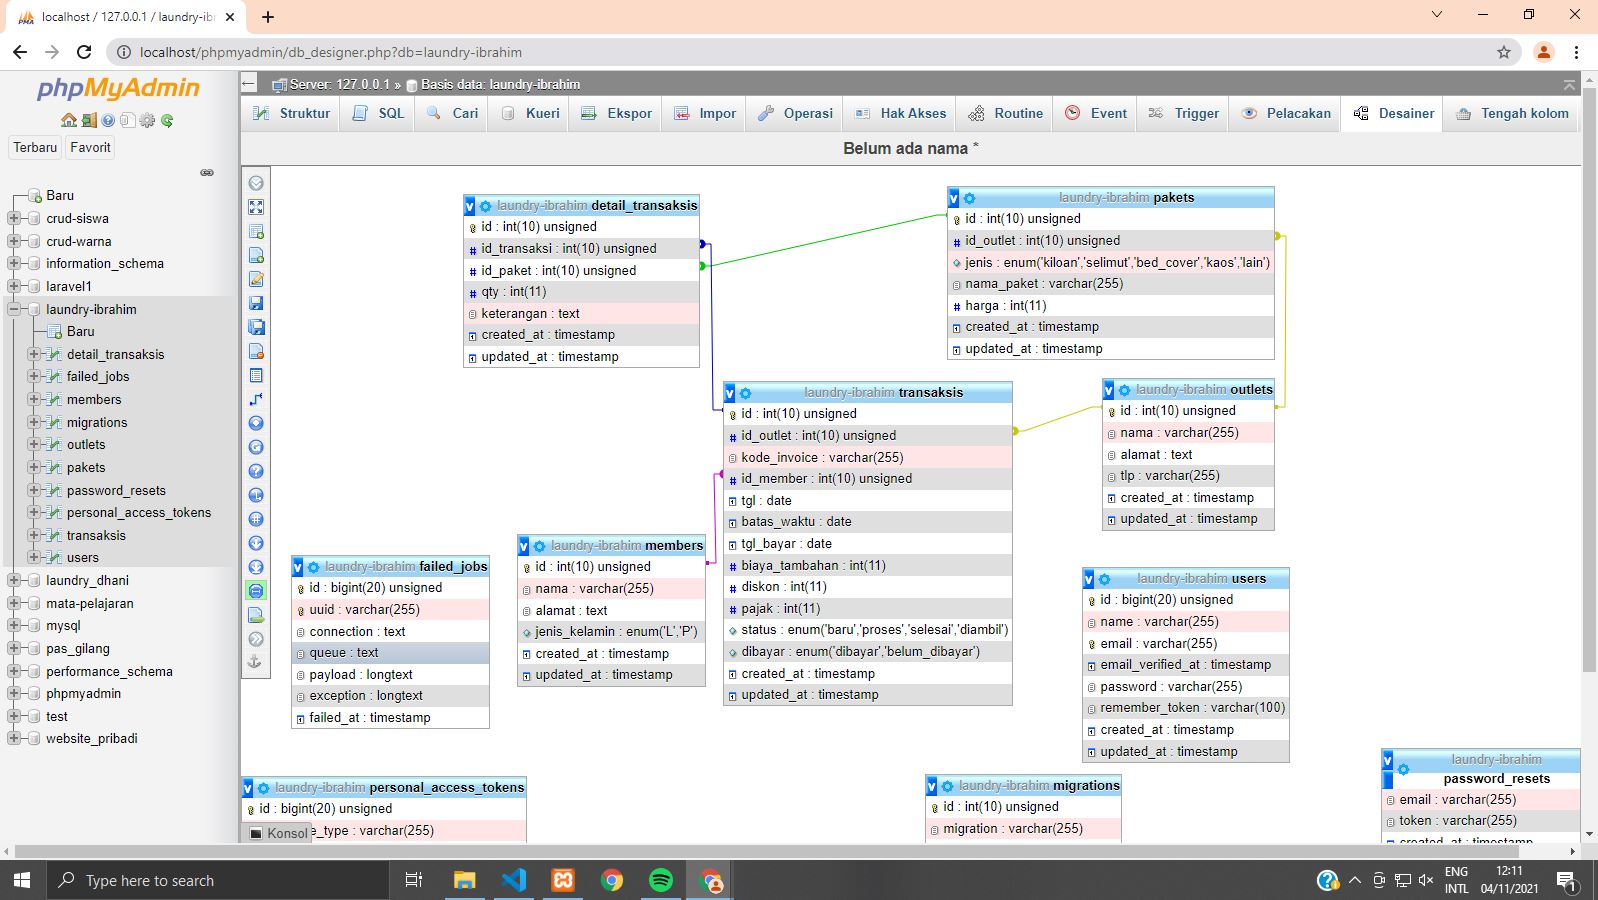 localhost / 127.0.0.1 / laundry-ibr
localhost/phpmyadmin/db_designer.php?db=laundry-ibrahim
phpMyAdmin
Terbaru
Favorit
Baru
crud-siswa
crud-warna
information_schema
laravel1
laundry-ibrahim
Baru
detail_transaksis
failed_jobs
members
migrations
outlets
pakets
password_resets
personal_access_tokens
transaksis
users
laundry_dhani
mata-pelajaran
mysql
pas_gilang
performance_schema
phpmyadmin
test
website_pribadi
Server: 127.0.0.1 » Basis data: laundry-ibrahim
Struktur
SQL
Cari
Kueri
Ekspor
Impor
Operasi
Hak Akses
Routine
Event
Trigger
Pelacakan
Desainer
Tengah kolom
Belum ada nama *
laundry-ibrahim detail_transaksis
id : int(10) unsigned
id_transaksi : int(10) unsigned
id_paket : int(10) unsigned
qty : int(11)
keterangan : text
created_at : timestamp
updated_at : timestamp
laundry-ibrahim pakets
id : int(10) unsigned
id_outlet : int(10) unsigned
jenis : enum('kiloan','selimut','bed_cover','kaos','lain')
nama_paket : varchar(255)
harga : int(11)
created_at : timestamp
updated_at : timestamp
laundry-ibrahim transaksis
id : int(10) unsigned
id_outlet : int(10) unsigned
kode_invoice : varchar(255)
id_member : int(10) unsigned
tgl : date
batas_waktu : date
tgl_bayar : date
biaya_tambahan : int(11)
diskon : int(11)
pajak : int(11)
status : enum('baru','proses','selesai','diambil')
dibayar : enum('dibayar','belum_dibayar')
created_at : timestamp
updated_at : timestamp
laundry-ibrahim outlets
id : int(10) unsigned
nama : varchar(255)
alamat : text
tlp : varchar(255)
created_at : timestamp
updated_at : timestamp
laundry-ibrahim members
id : int(10) unsigned
nama : varchar(255)
alamat : text
jenis_kelamin : enum('L','P')
created_at : timestamp
updated_at : timestamp
laundry-ibrahim failed_jobs
id : bigint(20) unsigned
uuid : varchar(255)
connection : text
queue : text
payload : longtext
exception : longtext
failed_at : timestamp
laundry-ibrahim users
id : bigint(20) unsigned
name : varchar(255)
email : varchar(255)
email_verified_at : timestamp
password : varchar(255)
remember_token : varchar(100)
created_at : timestamp
updated_at : timestamp
laundry-ibrahim personal_access_tokens
id : bigint(20) unsigned
e_type : varchar(255)
Konsol
laundry-ibrahim migrations
id : int(10) unsigned
migration : varchar(255)
laundry-ibrahim
password_resets
email : varchar(255)
token : varchar(255)
created_at : timestamp
Type here to search
ENG
INTL
12:11
04/11/2021
1